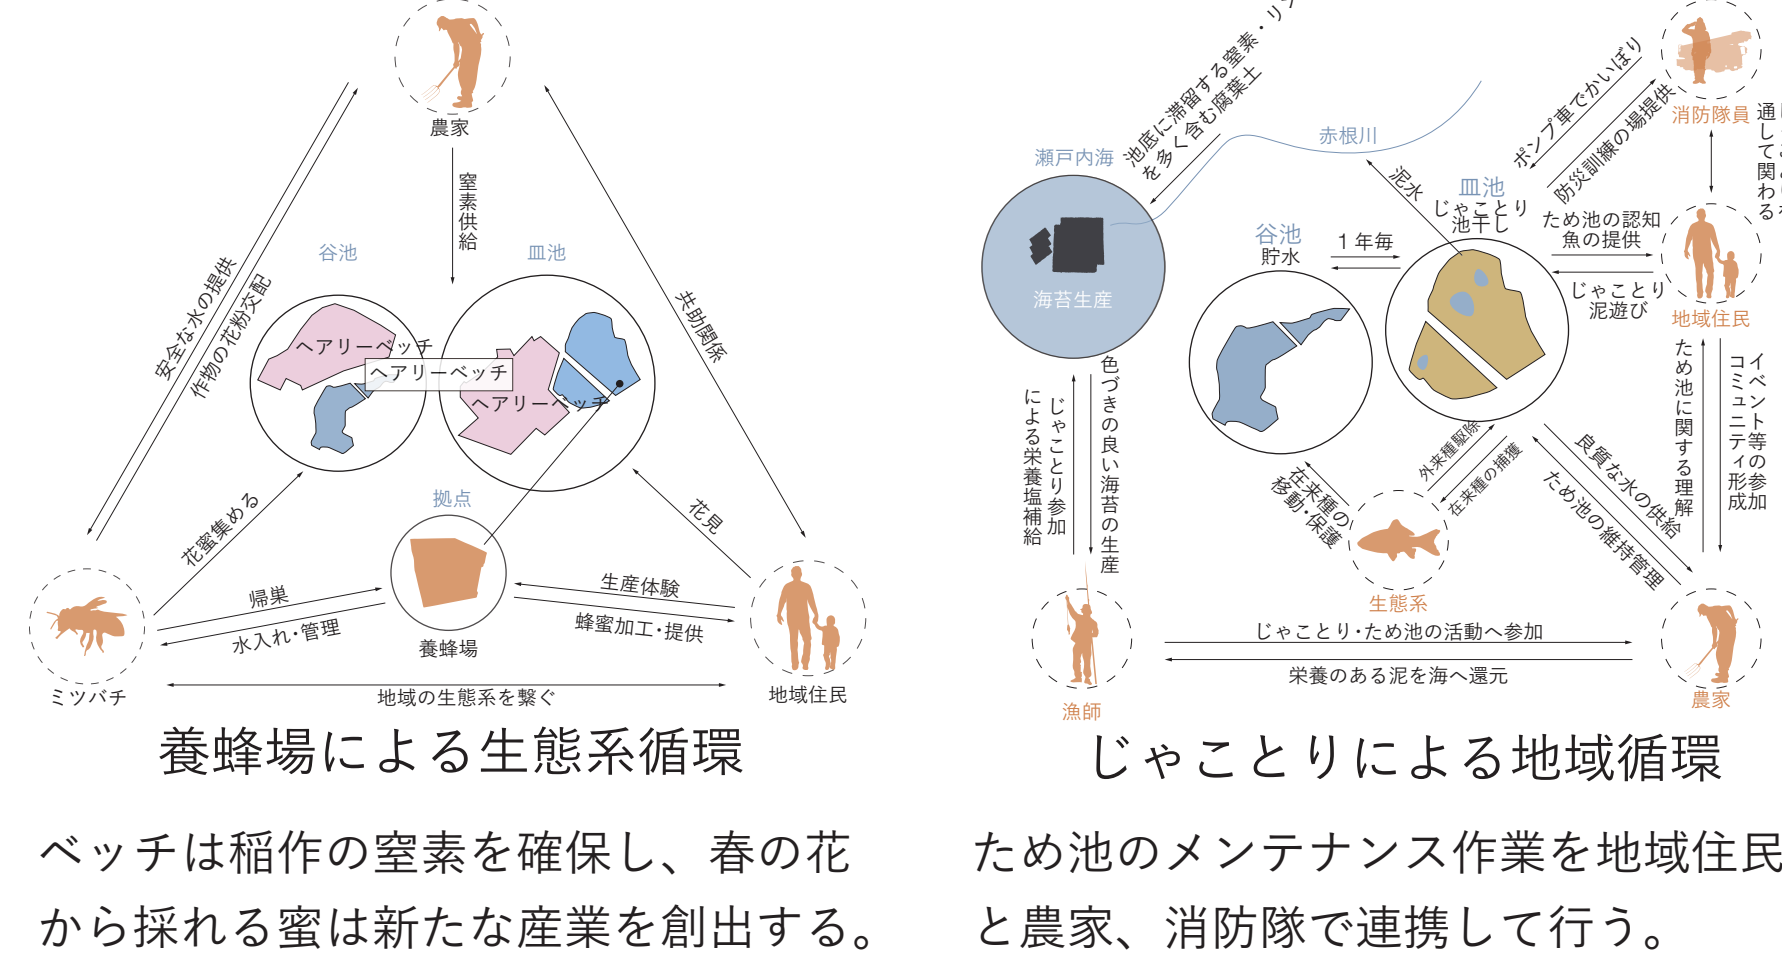 農家
窒素供給
谷池
皿池
安全な水の提供
作物の花粉交配
共助関係
ヘアリーベッチ
ヘアリーベッチ
ヘアリーベッチ
花蜜集める
拠点
花見
帰巣
水入れ・管理
生産体験
蜂蜜加工・提供
養蜂場
ミツバチ
地域の生態系を繋ぐ
地域住民
養蜂場による生態系循環
ベッチは稲作の窒素を確保し、春の花
から採れる蜜は新たな産業を創出する。
池底に滞留する窒素・リン
を多く含む腐葉土
瀬戸内海
海苔生産
赤根川
泥水
ポンプ車でかいぼり
防災訓練の場提供
消防隊員
通して関わる
皿池
じゃことり
池干し
谷池
貯水
1年毎
ため池の認知
魚の提供
じゃことり
泥遊び
地域住民
色づきの良い海苔の生産
じゃことり参加
による栄養塩補給
外来種駆除
在来種の捕獲
在来種の
移動・保護
良質な水の供給
ため池の維持管理
ため池に関する理解
イベント等の参加
コミュニティ形成
生態系
じゃことり・ため池の活動へ参加
栄養のある泥を海へ還元
漁師
農家
じゃことりによる地域循環
ため池のメンテナンス作業を地域住民
と農家、消防隊で連携して行う。